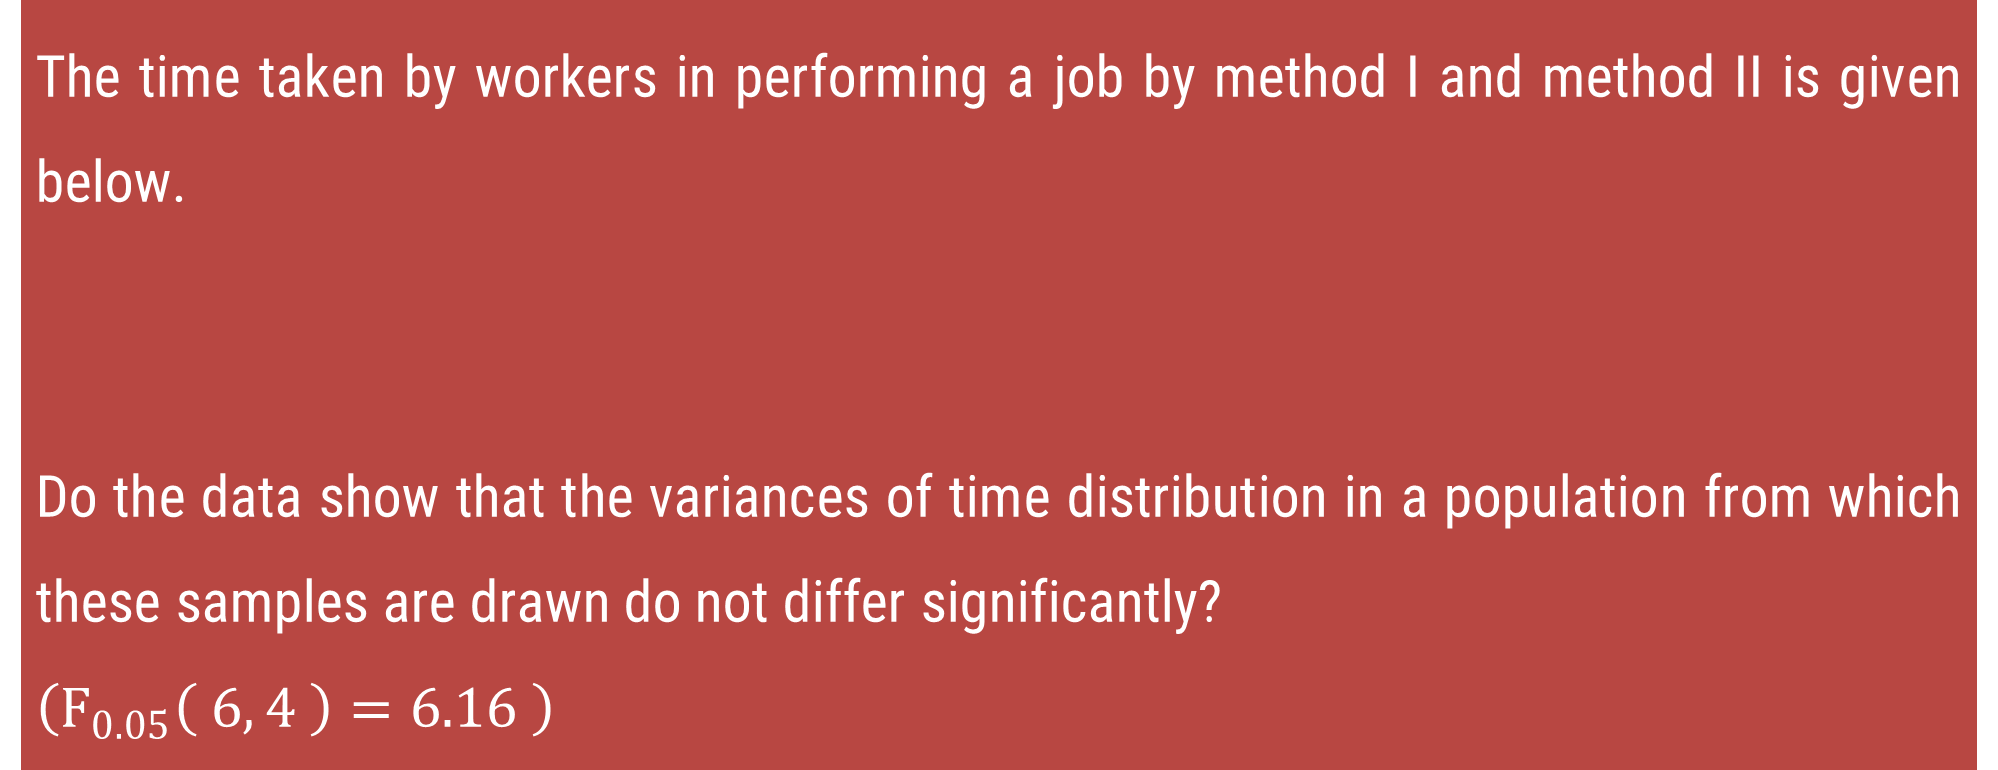 The time taken by workers in performing a job by method I and method II is given
below.
Do the data show that the variances of time distribution in a population from which
these samples are drawn do not differ significantly?
(F₀.₀₅( 6, 4 ) = 6.16 )